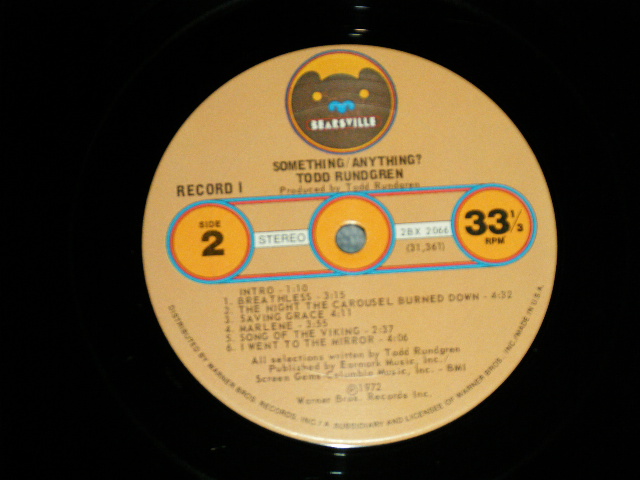 BEARSVILLE
SOMETHING/ANYTHING?
TODD RUNDGREN
Produced by Todd Rundgren
RECORD I
SIDE
2
STEREO
2BX 2066
(31,361)
33 1/3
RPM
INTRO - 1:10
1. BREATHLESS - 3:15
2. THE NIGHT THE CAROUSEL BURNED DOWN - 4:32
3. SAVING GRACE 4:11
4. MARLENE - 3:55
5. SONG OF THE VIKING - 2:37
6. I WENT TO THE MIRROR - 4:06
All selections written by Todd Rundgren
Published by Earmark Music, Inc./
Screen Gems-Columbia Music, Inc. - BMI
©1972
Warner Bros. Records Inc.
DISTRIBUTED BY WARNER BROS. RECORDS, INC./A SUBSIDIARY AND LICENSEE OF WARNER BROS. INC./MADE IN U.S.A.